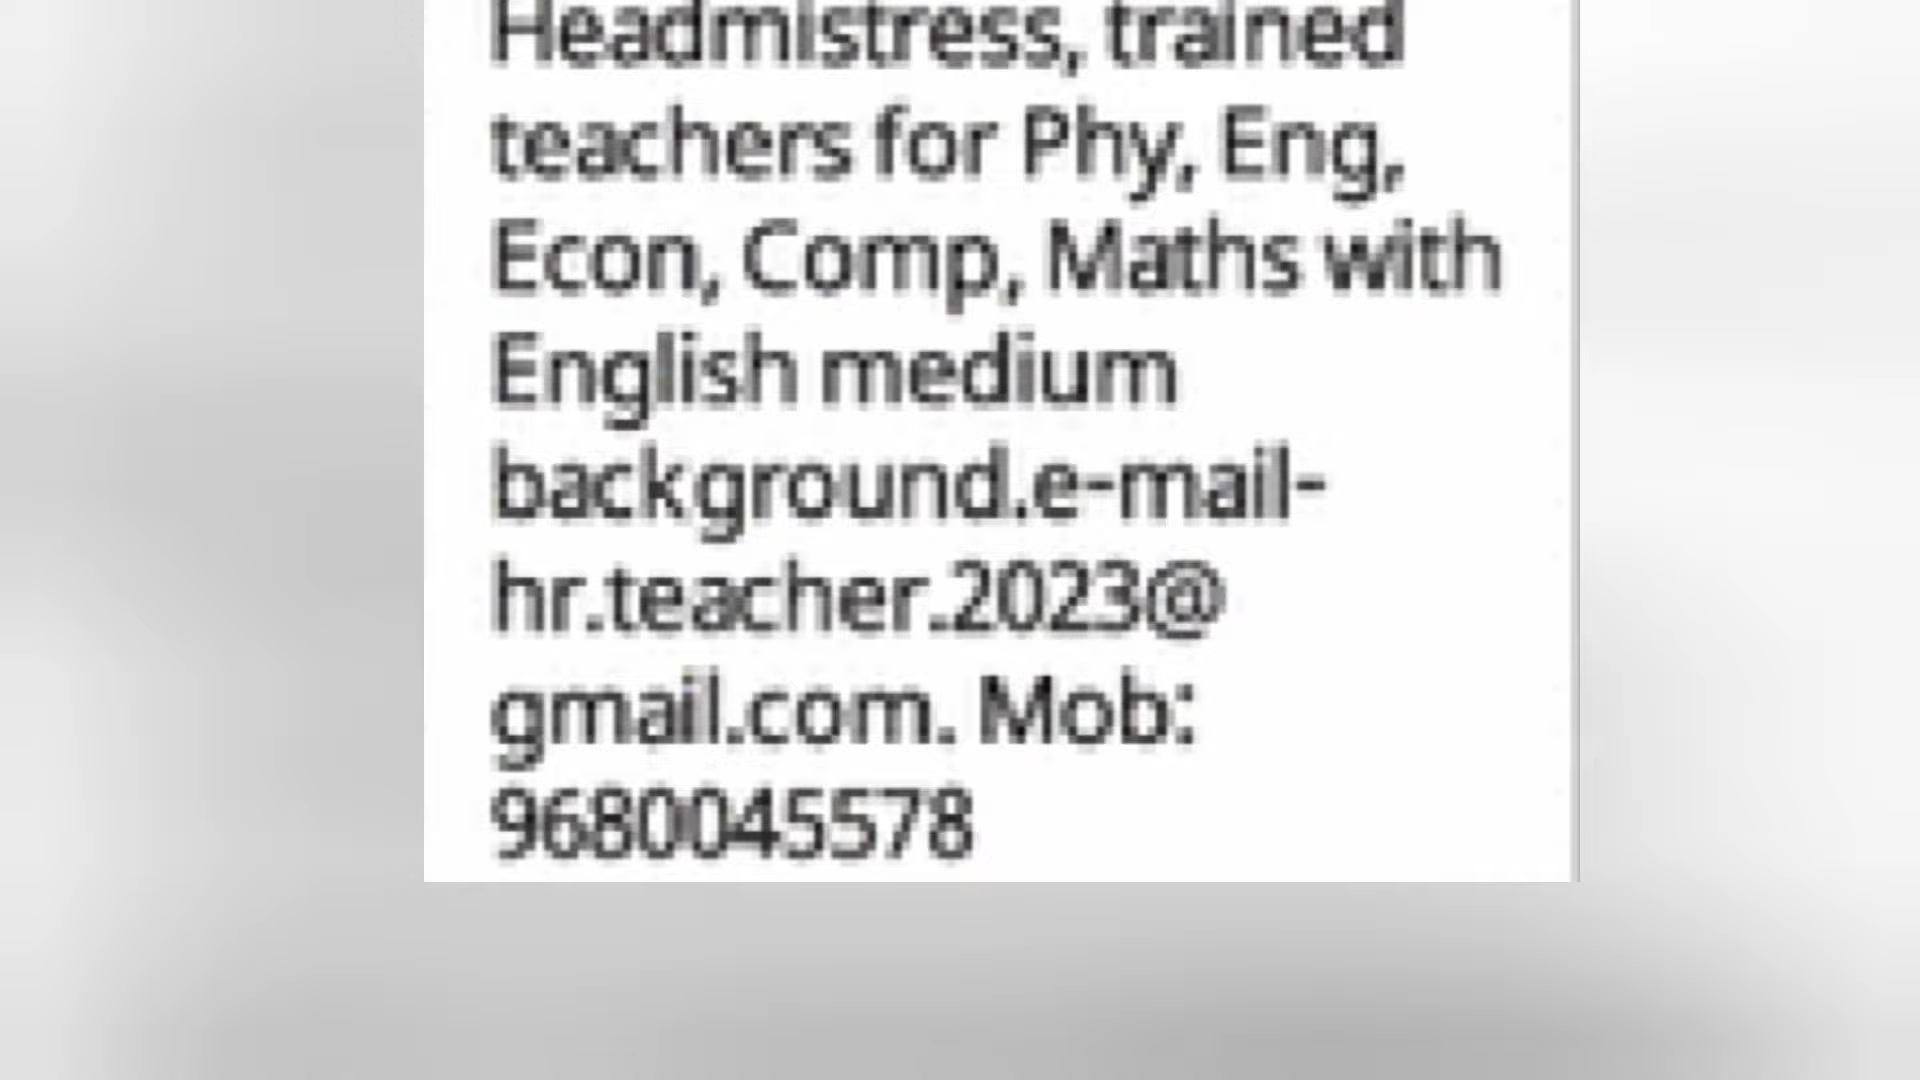 Headmistress, trained
teachers for Phy, Eng,
Econ, Comp, Maths with
English medium
background.e-mail-
hr.teacher.2023@
gmail.com. Mob:
9680045578